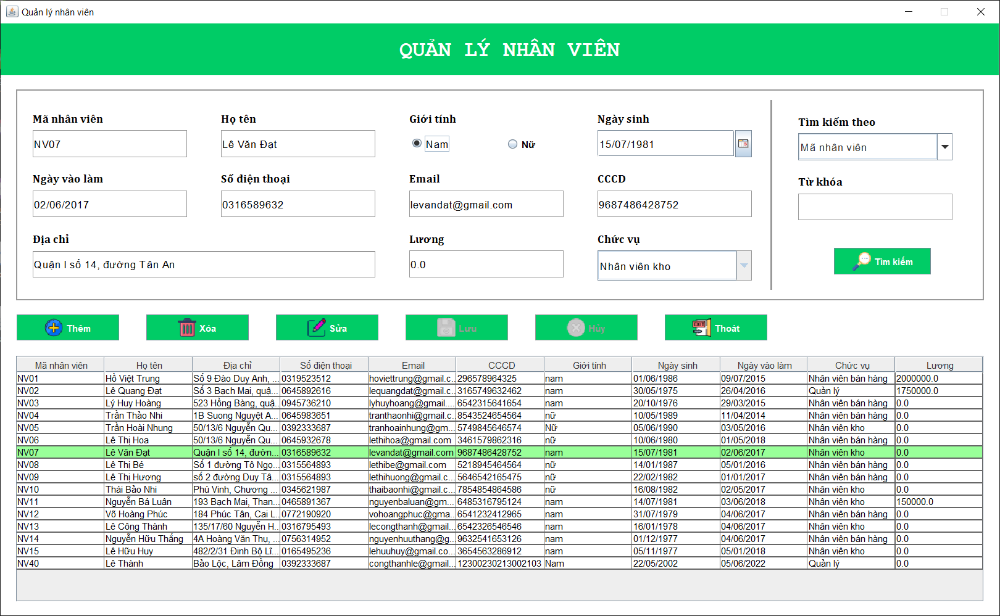 Quản lý nhân viên
QUẢN LÝ NHÂN VIÊN
Mã nhân viên Họ tên Giới tính Ngày sinh Tìm kiếm theo
NV07 Lê Văn Đạt Nam Nữ 15/07/1981 Mã nhân viên
Ngày vào làm Số điện thoại Email CCCD Từ khóa
02/06/2017 0316589632 levandat@gmail.com 9687486428752
Địa chỉ Lương Chức vụ
Quận I số 14, đường Tân An 0.0 Nhân viên kho Tìm kiếm
Thêm Xóa Sửa Lưu Hủy Thoát
Mã nhân viên Họ tên Địa chỉ Số điện thoại Email CCCD Giới tính Ngày sinh Ngày vào làm Chức vụ Lương
NV01 Hồ Việt Trung Số 9 Đào Duy Anh, ... 0319523512 hoviettrung@gmail.c... 296578964325 nam 01/06/1986 09/07/2015 Nhân viên bán hàng 2000000.0
NV02 Lê Quang Đạt Số 3 Bạch Mai, quậ... 0645892616 lequangdat@gmail.c... 3165749632462 nam 30/05/1975 26/04/2016 Quản lý 1750000.0
NV03 Lý Huy Hoàng 523 Hồng Bàng, quậ... 0945736210 lyhuyhoang@gmail.... 6542315641654 nam 20/10/1976 29/03/2015 Nhân viên bán hàng 0.0
NV04 Trần Thảo Nhi 1B Suong Nguyệt A... 0645983651 tranthaonhi@gmail.c... 8543524654564 nữ 10/05/1989 11/04/2014 Nhân viên bán hàng 0.0
NV05 Trần Hoài Nhung 50/13/6 Nguyễn Qu... 0392333687 tranhoainhung@gm... 5749845646574 Nữ 05/06/1990 03/05/2016 Nhân viên kho 0.0
NV06 Lê Thị Hoa 50/13/6 Nguyễn Qu... 0645932678 lethihoa@gmail.com 3461579862316 nữ 10/06/1980 01/05/2018 Nhân viên bán hàng 0.0
NV07 Lê Văn Đạt Quận I số 14, đườn... 0316589632 levandat@gmail.com 9687486428752 nam 15/07/1981 02/06/2017 Nhân viên kho 0.0
NV08 Lê Thị Bé Số 1 đường Tô Ngọ... 0315564893 lethibe@gmail.com 5218945464564 nữ 14/01/1987 05/01/2016 Nhân viên bán hàng 0.0
NV09 Lê Thị Hương số 2 đường Duy Tâ... 0315564893 lethihuong@gmail.c... 5646542165475 nữ 22/02/1982 01/01/2017 Nhân viên bán hàng 0.0
NV10 Thái Bảo Nhi Phú Vinh, Chương ... 0345621987 thaibaonhi@gmail.c... 7854854864586 nữ 16/08/1982 02/05/2017 Nhân viên kho 0.0
NV11 Nguyễn Bá Luân 193 Bạch Mai, Than... 0465891367 nguyenbaluan@gm... 6485316795124 nam 14/07/1981 03/06/2018 Nhân viên kho 150000.0
NV12 Võ Hoàng Phúc 184 Phúc Tân, Cai L... 0772190920 vohoangphuc@gma... 6541232412965 nam 31/07/1979 04/06/2017 Nhân viên bán hàng 0.0
NV13 Lê Công Thành 135/17/60 Nguyễn H... 0316795493 lecongthanh@gmail... 6542326546546 nam 16/01/1978 04/06/2017 Nhân viên kho 0.0
NV14 Nguyễn Hữu Thắng 4A Hoàng Văn Thụ, ... 0756314952 nguyenhuuthang@g... 9632541653126 nam 01/12/1977 04/06/2017 Nhân viên bán hàng 0.0
NV15 Lê Hữu Huy 482/2/31 Đinh Bộ Lĩ... 0165495236 lehuuhuy@gmail.co... 3654563286912 nam 05/11/1977 05/01/2018 Nhân viên kho 0.0
NV40 Lê Thành Bảo Lộc, Lâm Đồng 0392333687 congthanhle@gmail... 12300230213002103 Nam 22/05/2002 05/06/2022 Quản lý 0.0